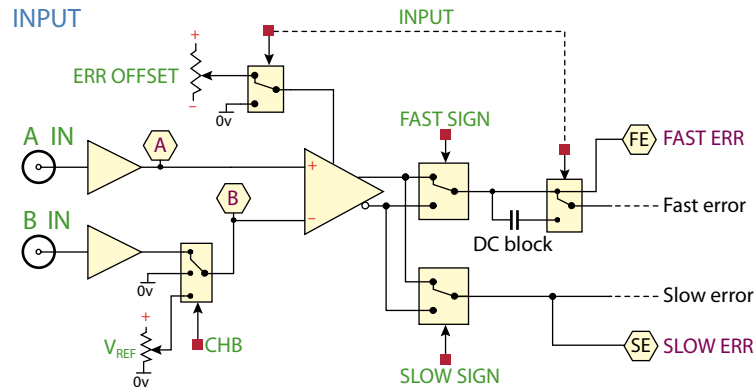 INPUT
INPUT
+
ERR OFFSET
−
0v
A IN
A
FAST SIGN
FE
FAST ERR
+
B
−
Fast error
B IN
DC block
0v
Slow error
+
VREF
CHB
SE
SLOW ERR
0v
SLOW SIGN